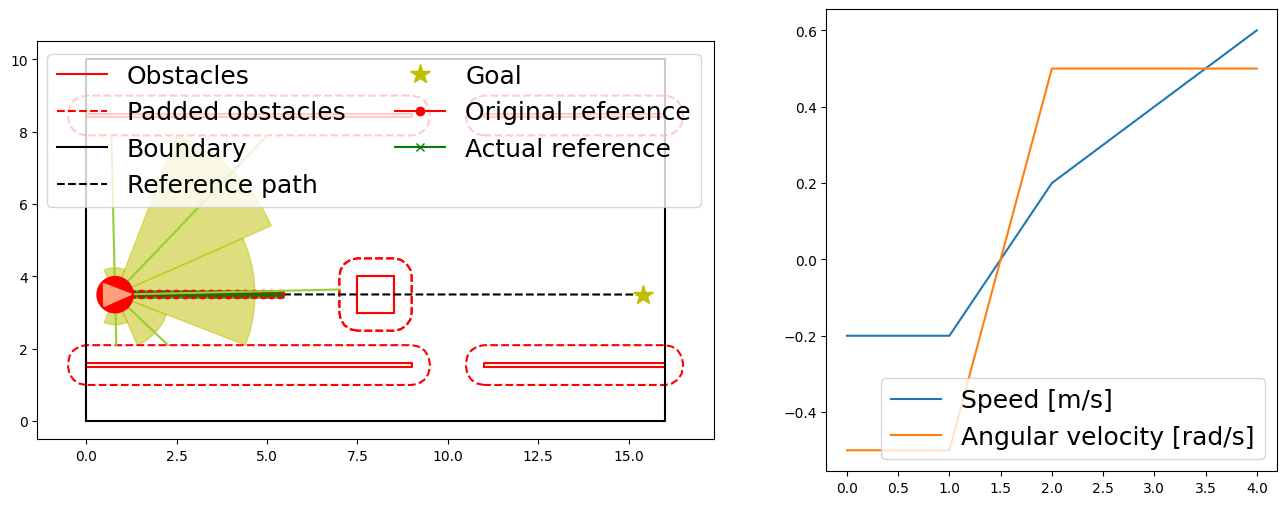 Obstacles
Padded obstacles
Boundary
Reference path
Goal
Original reference
Actual reference
10
8
6
4
2
0
0.0 2.5 5.0 7.5 10.0 12.5 15.0
0.6
0.4
0.2
0.0
−0.2
−0.4
Speed [m/s]
Angular velocity [rad/s]
0.0 0.5 1.0 1.5 2.0 2.5 3.0 3.5 4.0